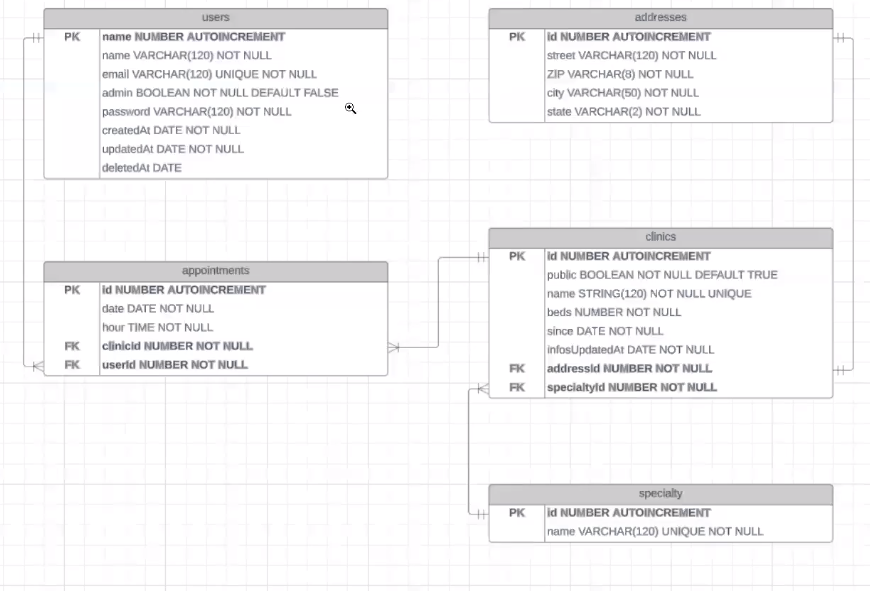 users
PK name NUMBER AUTOINCREMENT
name VARCHAR(120) NOT NULL
email VARCHAR(120) UNIQUE NOT NULL
admin BOOLEAN NOT NULL DEFAULT FALSE
password VARCHAR(120) NOT NULL
createdAt DATE NOT NULL
updatedAt DATE NOT NULL
deletedAt DATE
addresses
PK id NUMBER AUTOINCREMENT
street VARCHAR(120) NOT NULL
ZIP VARCHAR(8) NOT NULL
city VARCHAR(50) NOT NULL
state VARCHAR(2) NOT NULL
appointments
PK id NUMBER AUTOINCREMENT
date DATE NOT NULL
hour TIME NOT NULL
FK clinicId NUMBER NOT NULL
FK userId NUMBER NOT NULL
clinics
PK id NUMBER AUTOINCREMENT
public BOOLEAN NOT NULL DEFAULT TRUE
name STRING(120) NOT NULL UNIQUE
beds NUMBER NOT NULL
since DATE NOT NULL
infosUpdatedAt DATE NOT NULL
FK addressId NUMBER NOT NULL
FK specialtyId NUMBER NOT NULL
specialty
PK id NUMBER AUTOINCREMENT
name VARCHAR(120) UNIQUE NOT NULL